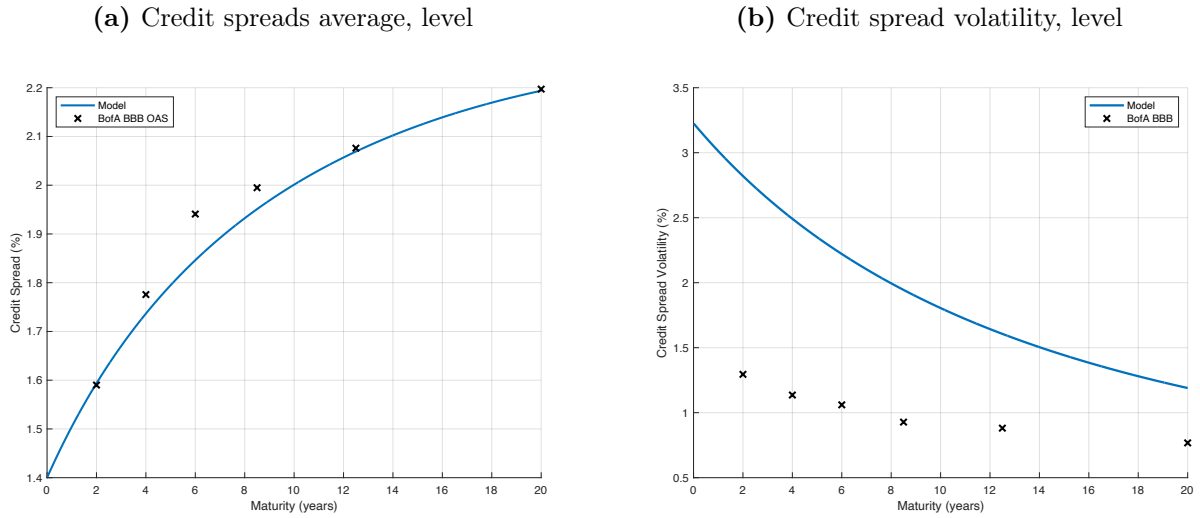 (a) Credit spreads average, level
Model
BofA BBB OAS
2.2
2.1
2
1.9
1.8
1.7
1.6
1.5
1.4
Credit Spread (%)
0 2 4 6 8 10 12 14 16 18 20
Maturity (years)
(b) Credit spread volatility, level
Model
BofA BBB
3.5
3
2.5
2
1.5
1
0.5
Credit Spread Volatility (%)
0 2 4 6 8 10 12 14 16 18 20
Maturity (years)